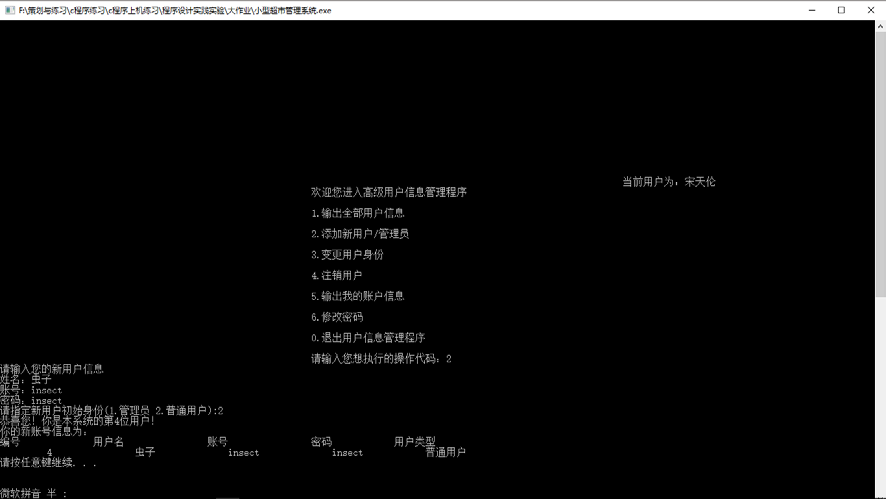 F:\策划与练习\c程序练习\c程序上机练习\程序设计实践实验\大作业\小型超市管理系统.exe
当前用户为：宋天伦
欢迎您进入高级用户信息管理程序
1.输出全部用户信息
2.添加新用户/管理员
3.变更用户身份
4.注销用户
5.输出我的账户信息
6.修改密码
0.退出用户信息管理程序
请输入您想执行的操作代码：2
请输入您的新用户信息
姓名：虫子
账号：insect
密码：insect
请指定新用户初始身份(1.管理员 2.普通用户):2
恭喜您！你是本系统的第4位用户！
你的新账号信息为：
编号 用户名 账号 密码 用户类型
4 虫子 insect insect 普通用户
请按任意键继续. . .
微软拼音 半 :